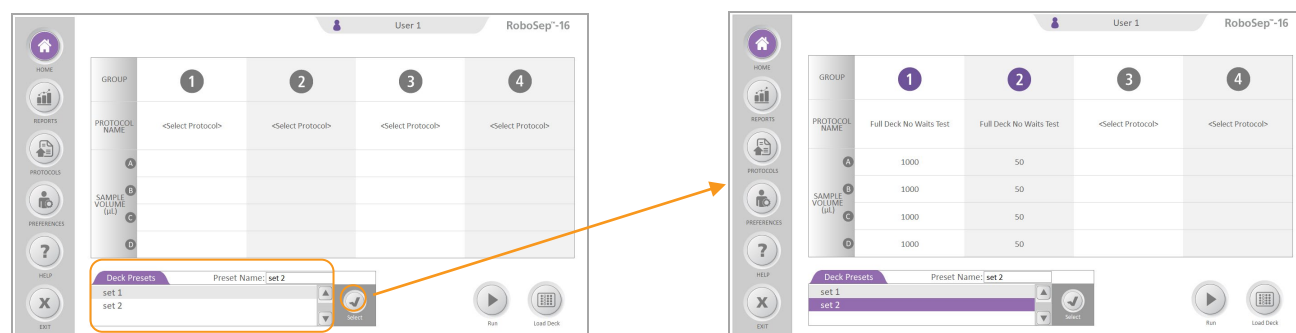 User 1
RoboSep™-16
HOME
REPORTS
PROTOCOLS
PREFERENCES
HELP
EXIT
GROUP 1 2 3 4
PROTOCOL NAME <Select Protocol> <Select Protocol> <Select Protocol> <Select Protocol>
SAMPLE VOLUME (µL)
A
B
C
D
Deck Presets Preset Name: set 2
set 1
set 2
Select
Run
Load Deck
User 1
RoboSep™-16
HOME
REPORTS
PROTOCOLS
PREFERENCES
HELP
EXIT
GROUP 1 2 3 4
PROTOCOL NAME Full Deck No Waits Test Full Deck No Waits Test <Select Protocol> <Select Protocol>
SAMPLE VOLUME (µL)
A 1000 50
B 1000 50
C 1000 50
D 1000 50
Deck Presets Preset Name: set 2
set 1
set 2
Select
Run
Load Deck